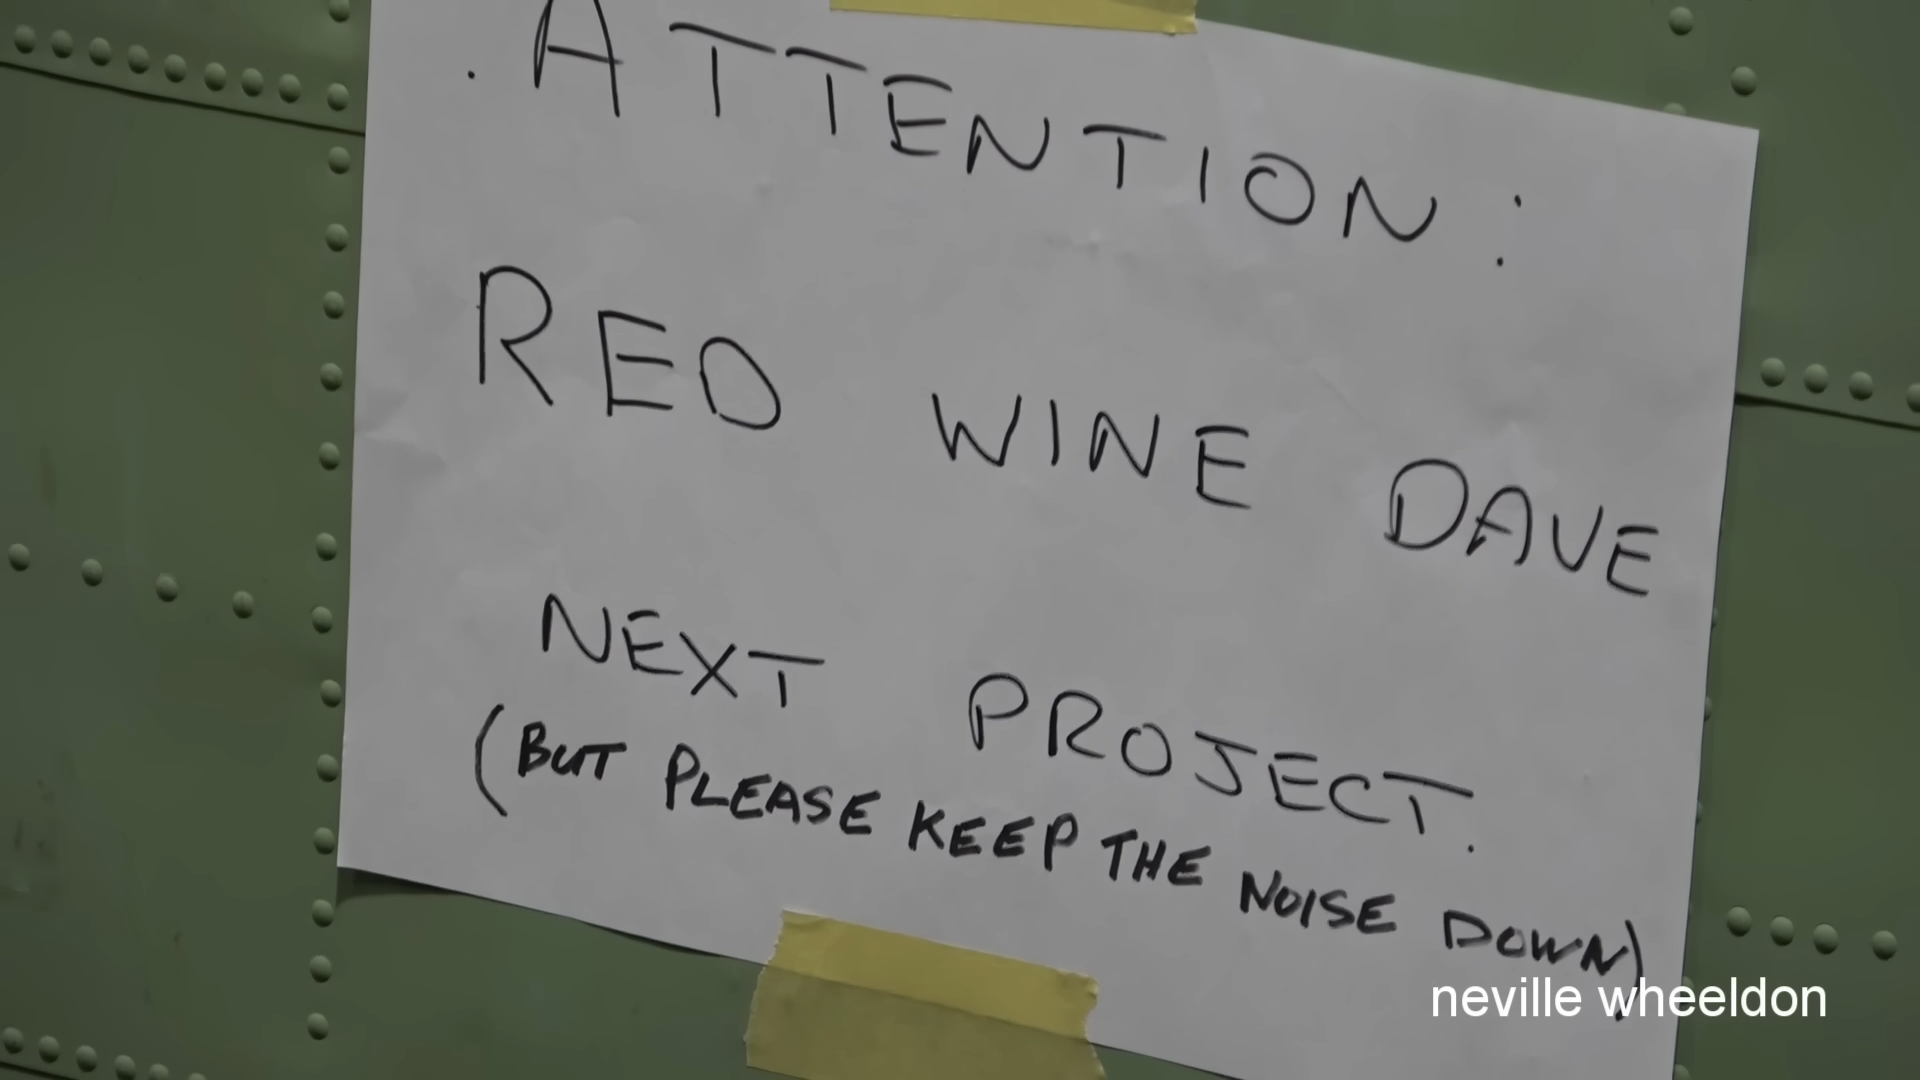 . ATTENTION :
RED WINE DAVE
NEXT PROJECT.
(BUT PLEASE KEEP THE NOISE DOWN)
neville wheeldon